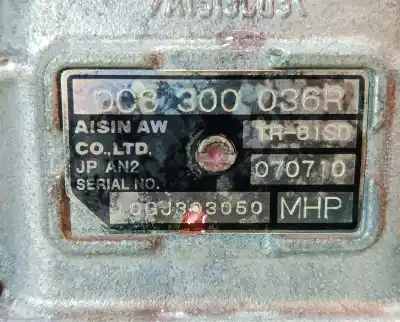 0C8 300 036R
AISIN AW
CO.,LTD.
TR-81SD
JP AN2
070710
SERIAL NO.
MHP